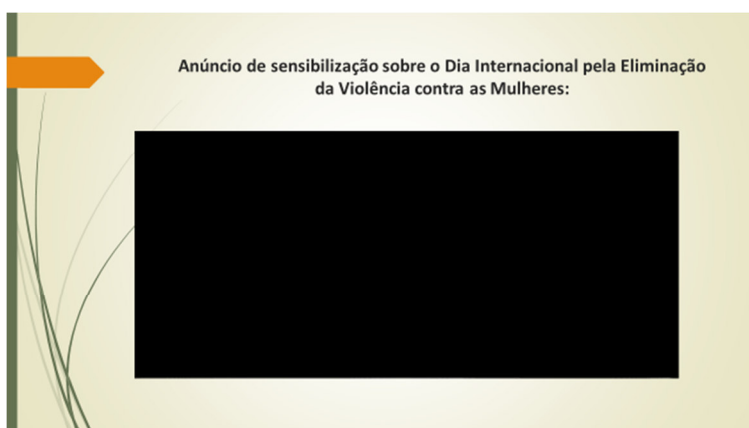 Anúncio de sensibilização sobre o Dia Internacional pela Eliminação
da Violência contra as Mulheres: